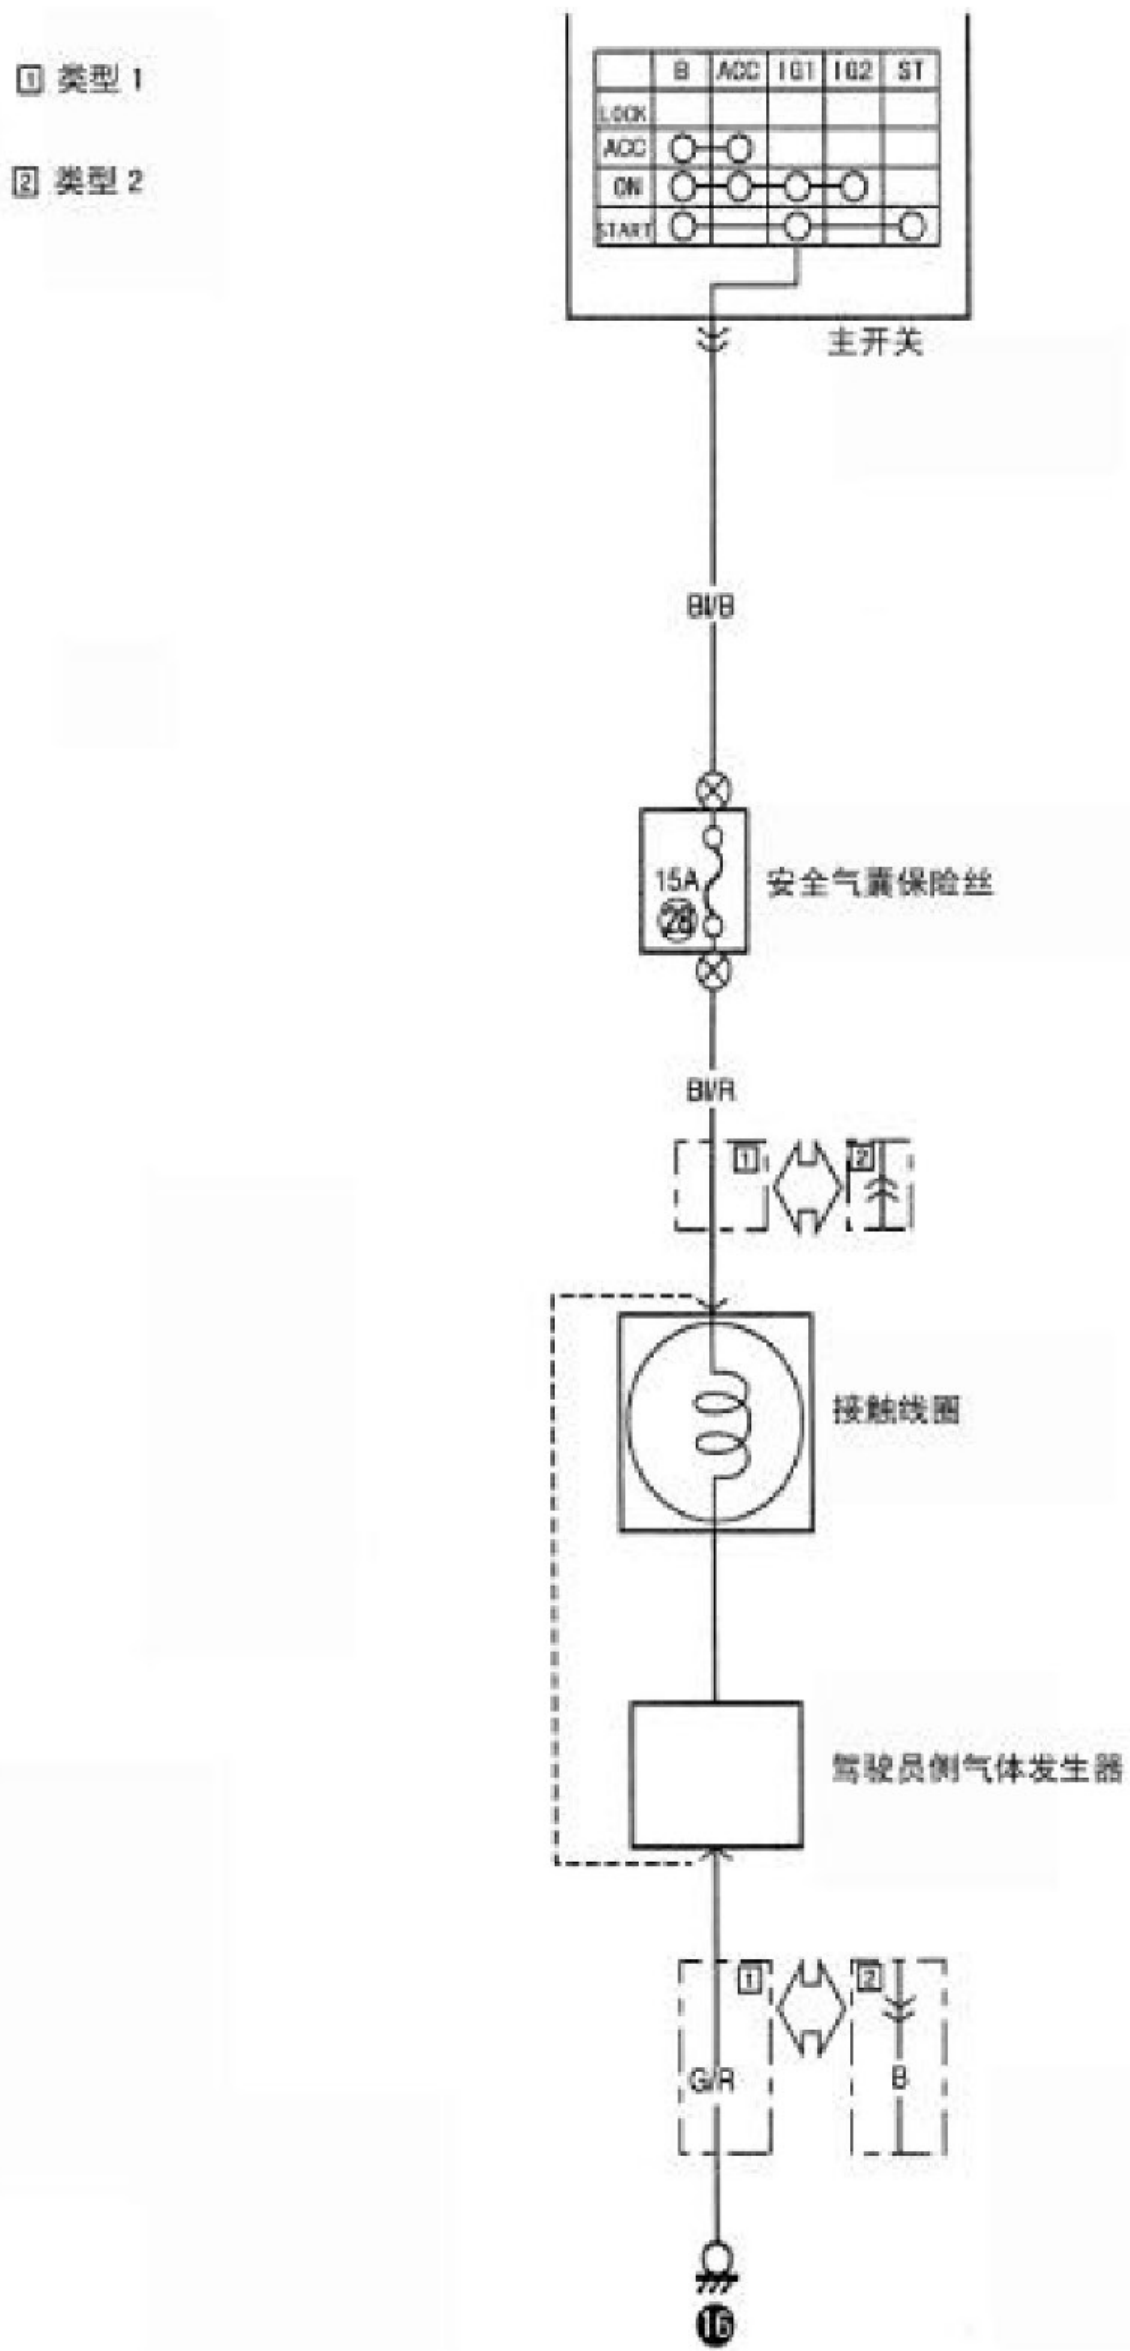 1 类型 1
2 类型 2
B ACC IG1 IG2 ST
LOCK
ACC
ON
START
主开关
Bl/B
15A
28
安全气囊保险丝
Bl/R
1 2
接触线圈
驾驶员侧气体发生器
1 2
G/R B
16